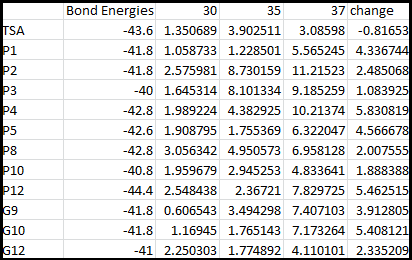 Bond Energies 30 35 37 change
TSA -43.6 1.350689 3.902511 3.08598 -0.81653
P1 -41.8 1.058733 1.228501 5.565245 4.336744
P2 -41.8 2.575981 8.730159 11.21523 2.485068
P3 -40 1.645314 8.101334 9.185259 1.083925
P4 -42.8 1.989224 4.382925 10.21374 5.830819
P5 -42.6 1.908795 1.755369 6.322047 4.566678
P8 -42.8 3.056342 4.950573 6.958128 2.007555
P10 -40.8 1.959679 2.945253 4.833641 1.888388
P12 -44.4 2.548438 2.36721 7.829725 5.462515
G9 -41.8 0.606543 3.494298 7.407103 3.912805
G10 -41.8 1.16945 1.765143 7.173264 5.408121
G12 -41 2.250303 1.774892 4.110101 2.335209